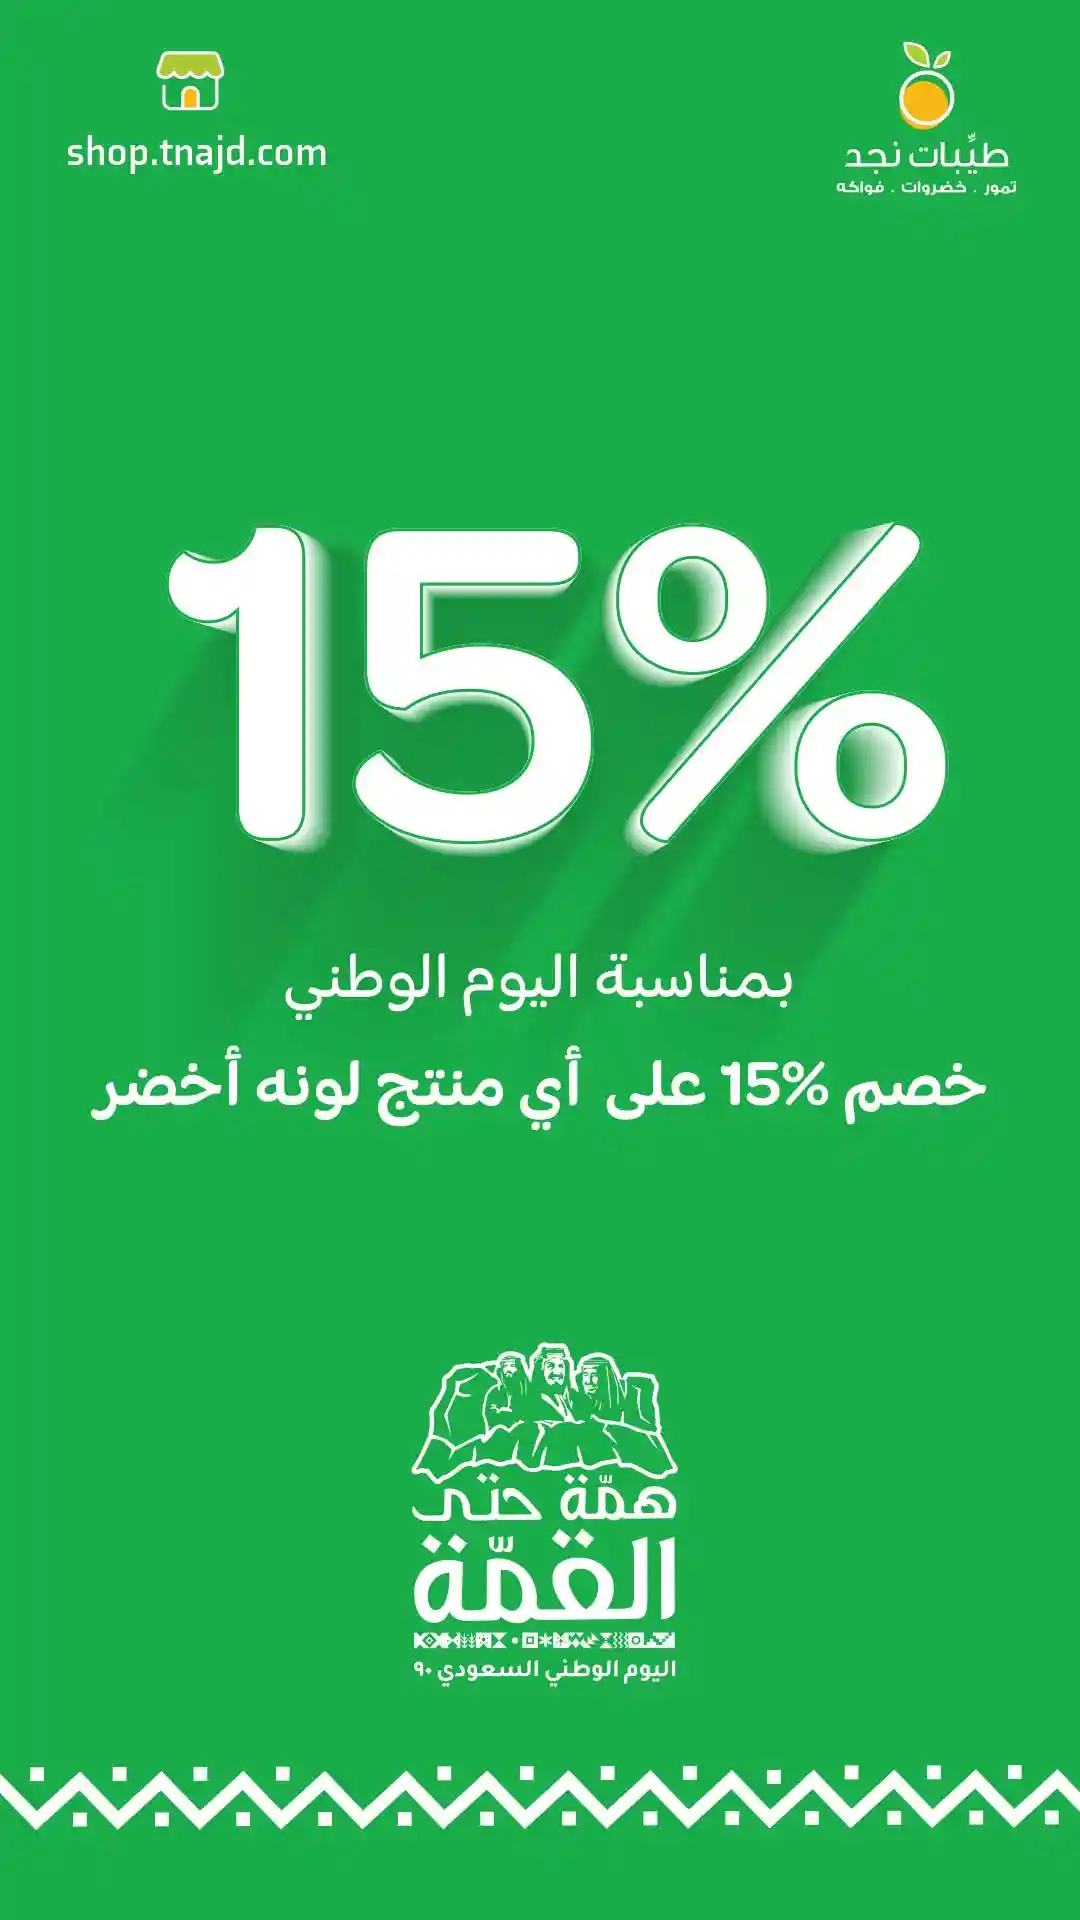 shop.tnajd.com
طيِّبات نجد
تمور . خضروات . فواكه
15%
بمناسبة اليوم الوطني
خصم 15% على أي منتج لونه أخضر
همّة حتى
القمّة
اليوم الوطني السعودي ٩٠